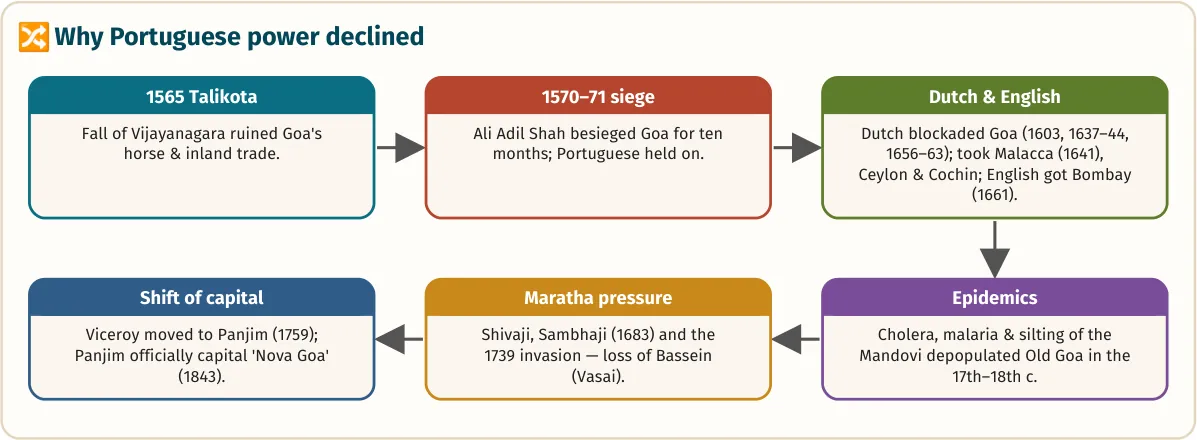 Why Portuguese power declined
1565 Talikota
Fall of Vijayanagara ruined Goa's
horse & inland trade.
1570–71 siege
Ali Adil Shah besieged Goa for ten
months; Portuguese held on.
Dutch & English
Dutch blockaded Goa (1603, 1637–44,
1656–63); took Malacca (1641),
Ceylon & Cochin; English got Bombay
(1661).
Epidemics
Cholera, malaria & silting of the
Mandovi depopulated Old Goa in the
17th–18th c.
Maratha pressure
Shivaji, Sambhaji (1683) and the
1739 invasion — loss of Bassein
(Vasai).
Shift of capital
Viceroy moved to Panjim (1759);
Panjim officially capital 'Nova Goa'
(1843).